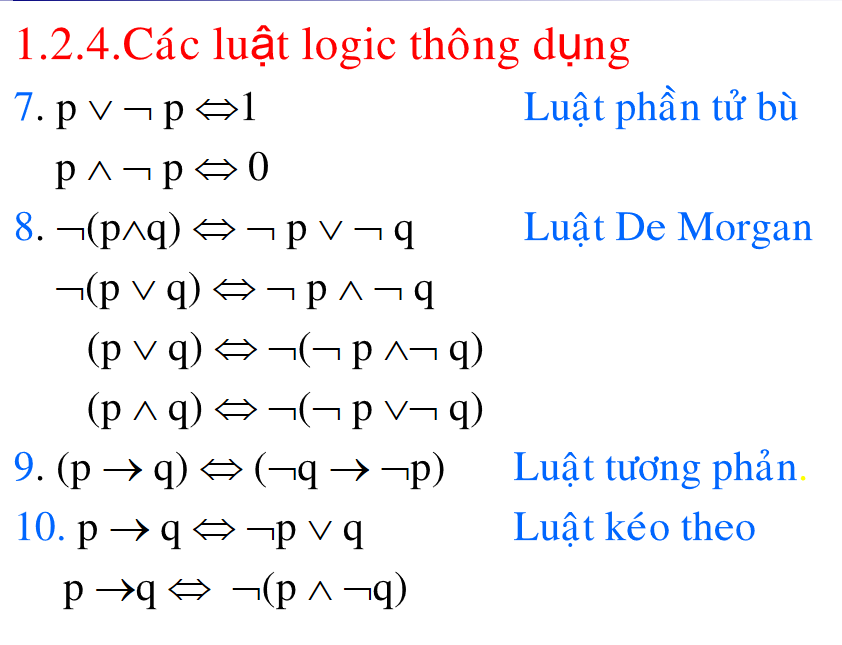 1.2.4.Các luật logic thông dụng
7. p ∨ ¬ p ⇔1 Luật phần tử bù
p ∧ ¬ p ⇔ 0
8. ¬(p∧q) ⇔ ¬ p ∨ ¬ q Luật De Morgan
¬(p ∨ q) ⇔ ¬ p ∧ ¬ q
(p ∨ q) ⇔ ¬(¬ p ∧¬ q)
(p ∧ q) ⇔ ¬(¬ p ∨¬ q)
9. (p → q) ⇔ (¬q → ¬p) Luật tương phản.
10. p → q ⇔ ¬p ∨ q Luật kéo theo
p →q ⇔ ¬(p ∧ ¬q)